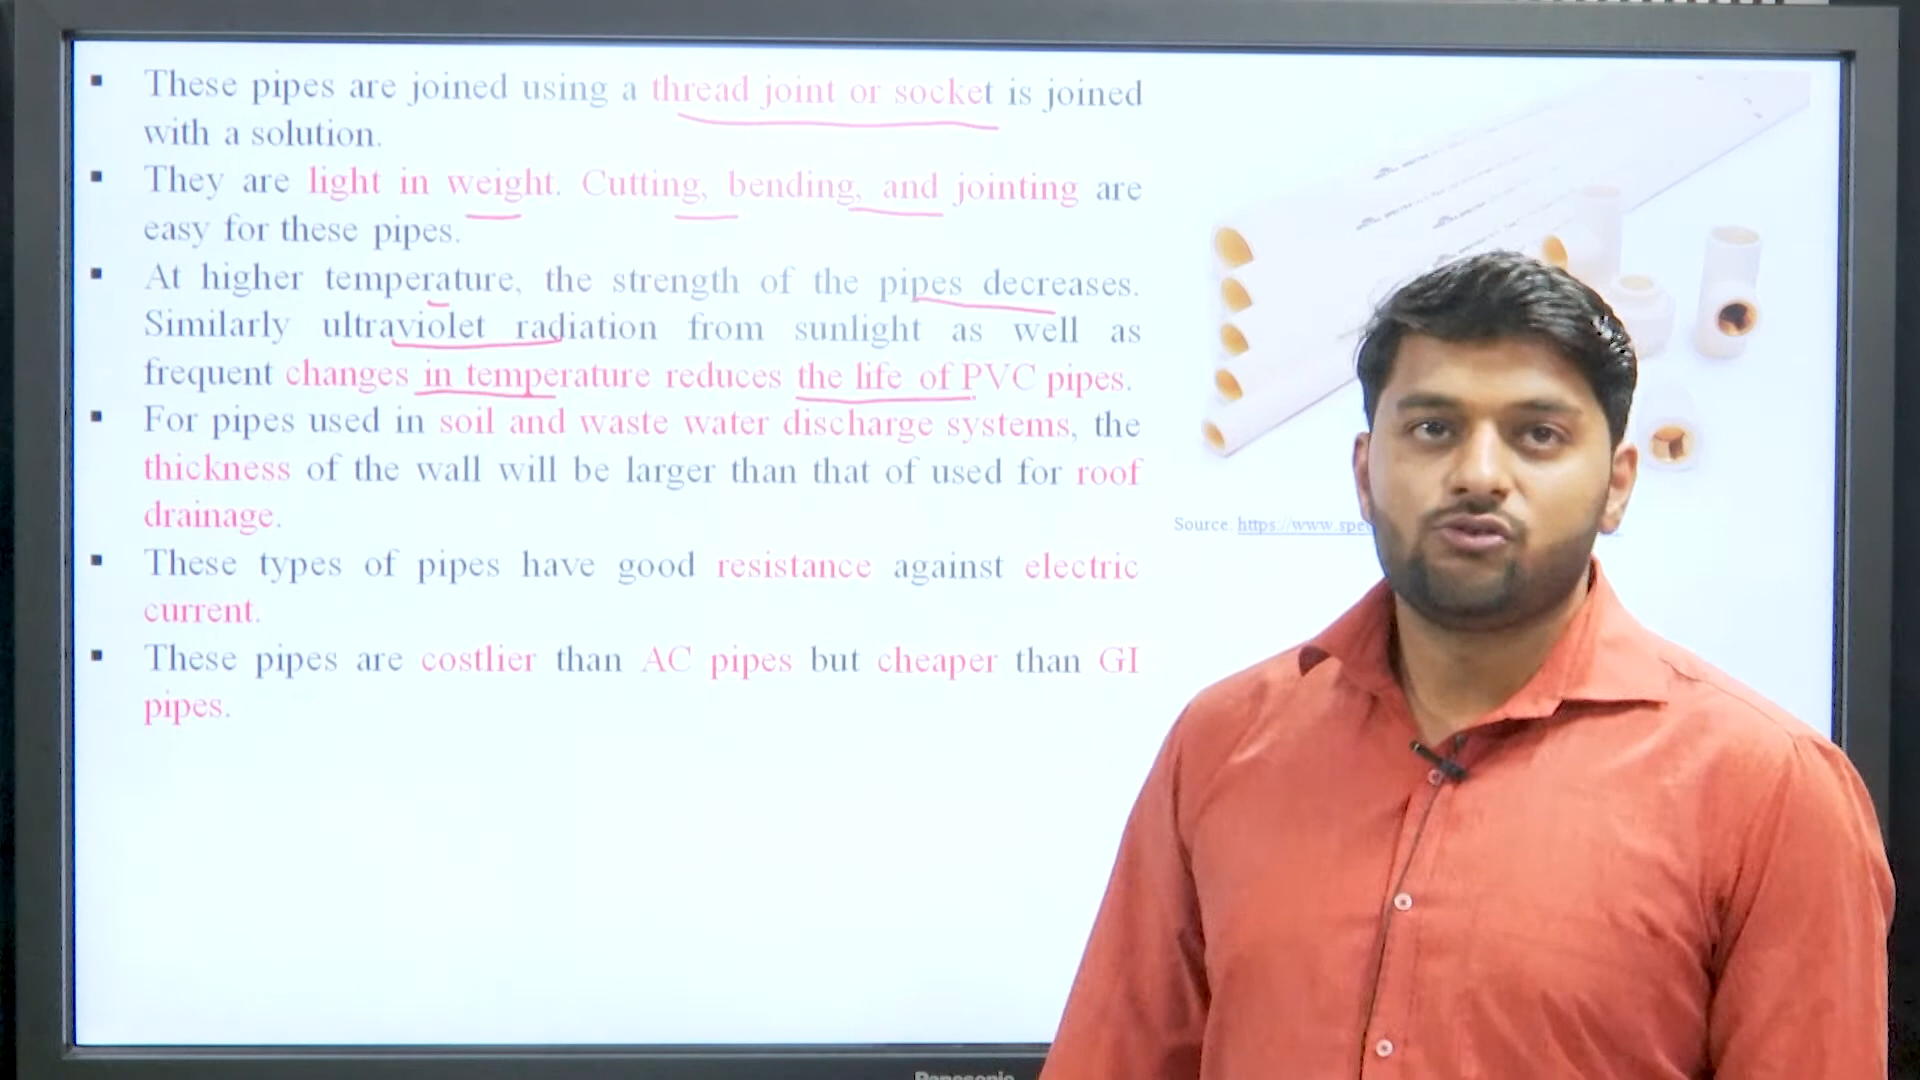 ▪ These pipes are joined using a thread joint or socket is joined
with a solution.
▪ They are light in weight. Cutting, bending, and jointing are
easy for these pipes.
▪ At higher temperature, the strength of the pipes decreases.
Similarly ultraviolet radiation from sunlight as well as
frequent changes in temperature reduces the life of PVC pipes.
▪ For pipes used in soil and waste water discharge systems, the
thickness of the wall will be larger than that of used for roof
drainage.
▪ These types of pipes have good resistance against electric
current.
▪ These pipes are costlier than AC pipes but cheaper than GI
pipes.
Source: https://www.spe
Panasonic